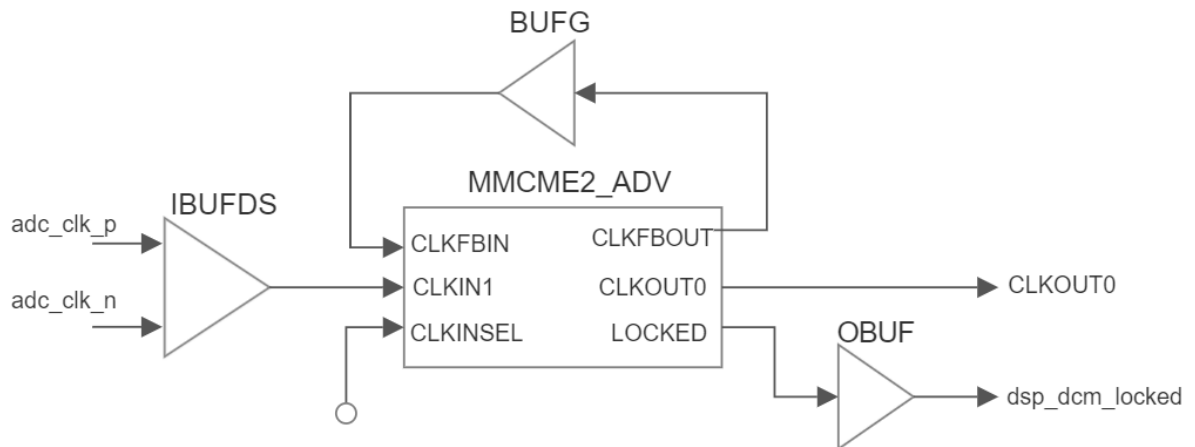 BUFG
MMCME2_ADV
IBUFDS
adc_clk_p
adc_clk_n
CLKFBIN
CLKFBOUT
CLKIN1
CLKOUT0
CLKOUT0
CLKINSEL
LOCKED
OBUF
dsp_dcm_locked